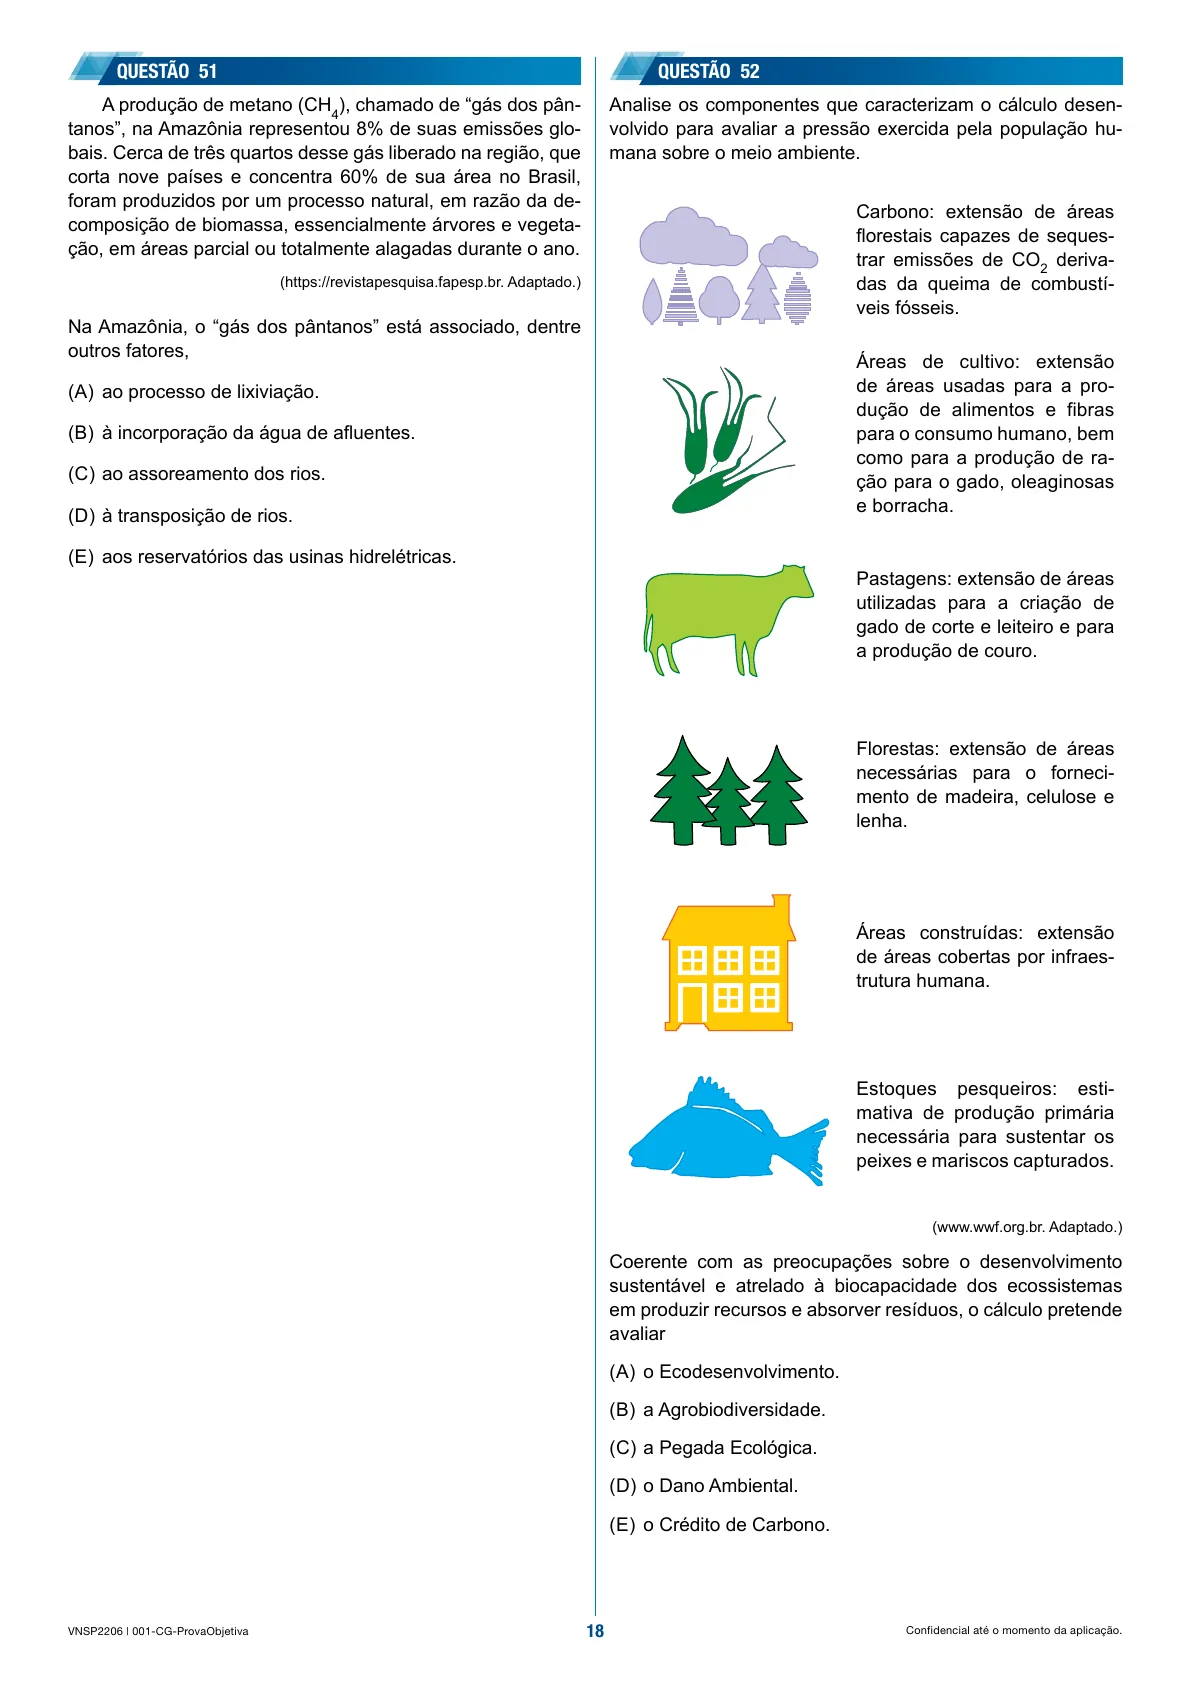 QUESTÃO 51
A produção de metano (CH4), chamado de “gás dos pân-
tanos”, na Amazônia representou 8% de suas emissões glo-
bais. Cerca de três quartos desse gás liberado na região, que
corta nove países e concentra 60% de sua área no Brasil,
foram produzidos por um processo natural, em razão da de-
composição de biomassa, essencialmente árvores e vegeta-
ção, em áreas parcial ou totalmente alagadas durante o ano.
(https://revistapesquisa.fapesp.br. Adaptado.)
Na Amazônia, o “gás dos pântanos” está associado, dentre
outros fatores,
(A) ao processo de lixiviação.
(B) à incorporação da água de afluentes.
(C) ao assoreamento dos rios.
(D) à transposição de rios.
(E) aos reservatórios das usinas hidrelétricas.
QUESTÃO 52
Analise os componentes que caracterizam o cálculo desen-
volvido para avaliar a pressão exercida pela população hu-
mana sobre o meio ambiente.
Carbono: extensão de áreas
florestais capazes de seques-
trar emissões de CO2 deriva-
das da queima de combustí-
veis fósseis.
Áreas de cultivo: extensão
de áreas usadas para a pro-
dução de alimentos e fibras
para o consumo humano, bem
como para a produção de ra-
ção para o gado, oleaginosas
e borracha.
Pastagens: extensão de áreas
utilizadas para a criação de
gado de corte e leiteiro e para
a produção de couro.
Florestas: extensão de áreas
necessárias para o forneci-
mento de madeira, celulose e
lenha.
Áreas construídas: extensão
de áreas cobertas por infraes-
trutura humana.
Estoques pesqueiros: esti-
mativa de produção primária
necessária para sustentar os
peixes e mariscos capturados.
(www.wwf.org.br. Adaptado.)
Coerente com as preocupações sobre o desenvolvimento
sustentável e atrelado à biocapacidade dos ecossistemas
em produzir recursos e absorver resíduos, o cálculo pretende
avaliar
(A) o Ecodesenvolvimento.
(B) a Agrobiodiversidade.
(C) a Pegada Ecológica.
(D) o Dano Ambiental.
(E) o Crédito de Carbono.
VNSP2206 | 001-CG-ProvaObjetiva
18
Confidencial até o momento da aplicação.